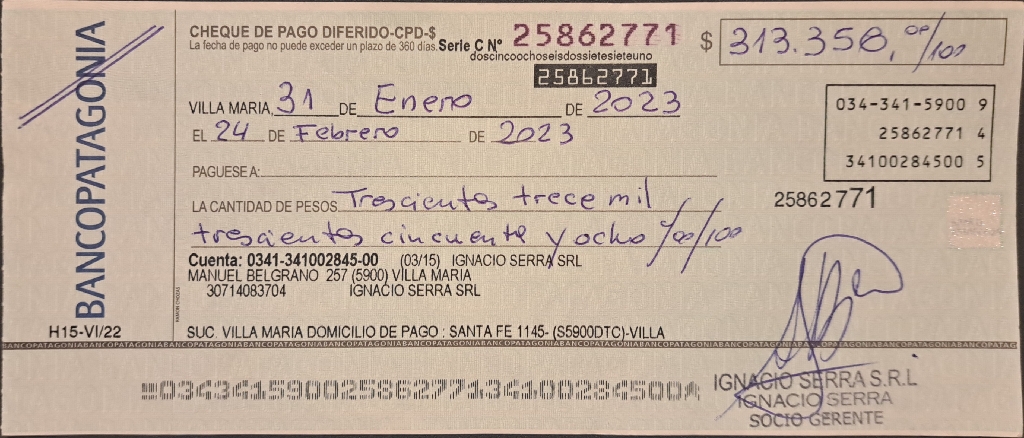 BANCOPATAGONIA
H15-VI/22
CHEQUE DE PAGO DIFERIDO-CPD-$
La fecha de pago no puede exceder un plazo de 360 días.
Serie C Nº 25862771
doscincoochoseisdossietesieteuno
25862771
$ 313.358,00/100
VILLA MARIA, 31 DE Enero DE 2023
EL 24 DE Febrero DE 2023
034-341-5900 9
25862771 4
34100284500 5
PAGUESE A:
25862771
LA CANTIDAD DE PESOS Trescientos trece mil
trescientos cincuenta y ocho %00/100
Cuenta: 0341-341002845-00 (03/15) IGNACIO SERRA SRL
MANUEL BELGRANO 257 (5900) VILLA MARIA
30714083704 IGNACIO SERRA SRL
SUC. VILLA MARIA DOMICILIO DE PAGO : SANTA FE 1145- (S5900DTC)-VILLA
BANCOPATAGONIABANCOPATAGONIABANCOPATAGONIABANCOPATAGONIABANCOPATAGONIABANCOPATAGONIA
03434159002586277134100284500
IGNACIO SERRA S.R.L
IGNACIO SERRA
SOCIO GERENTE